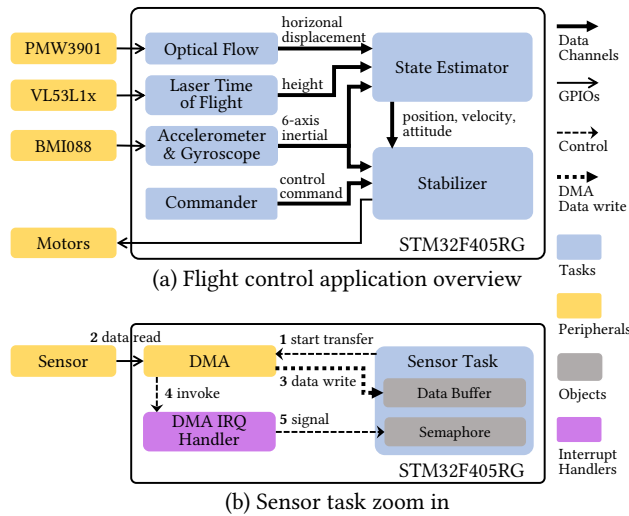 PMW3901
Optical Flow
horizonal
displacement
State Estimator
Data
Channels
VL53L1x
Laser Time
of Flight
height
GPIOs
BMI088
Accelerometer
& Gyroscope
6-axis
inertial
position, velocity,
attitude
Control
Commander
control
command
Stabilizer
DMA
Data write
Motors
STM32F405RG
(a) Flight control application overview
Tasks
Peripherals
Objects
Interrupt
Handlers
Sensor
2 data read
DMA
1 start transfer
3 data write
Sensor Task
Data Buffer
4 invoke
DMA IRQ
Handler
5 signal
Semaphore
STM32F405RG
(b) Sensor task zoom in